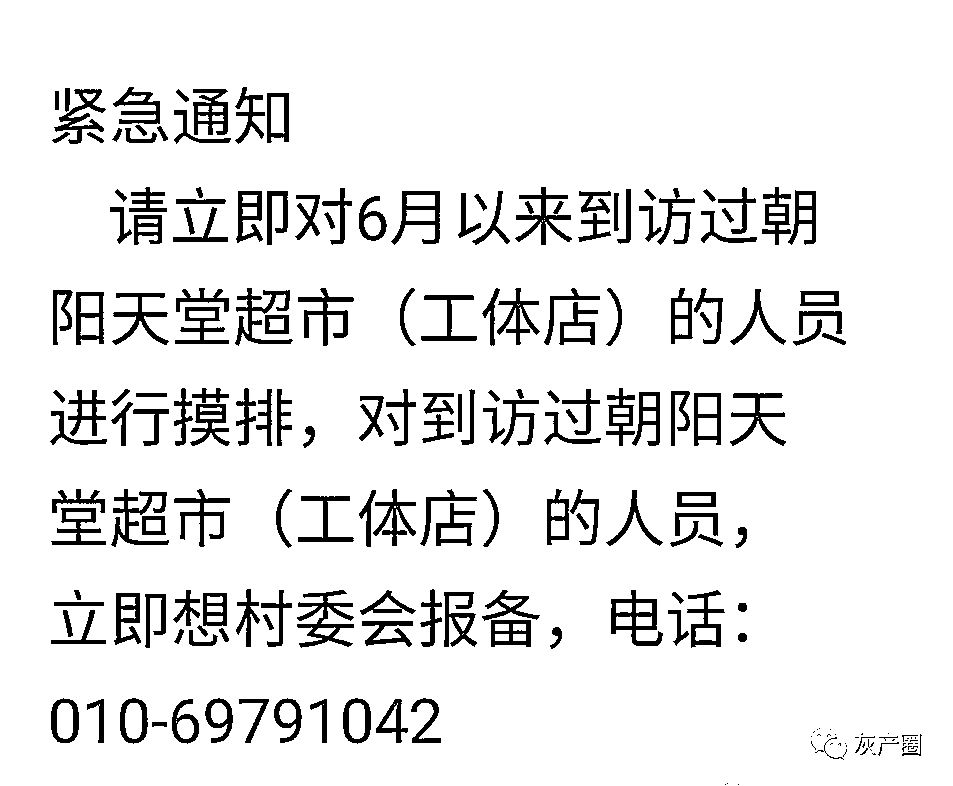 紧急通知
请立即对6月以来到访过朝
阳天堂超市（工体店）的人员
进行摸排，对到访过朝阳天
堂超市（工体店）的人员，
立即想村委会报备，电话：
010-69791042
灰产圈